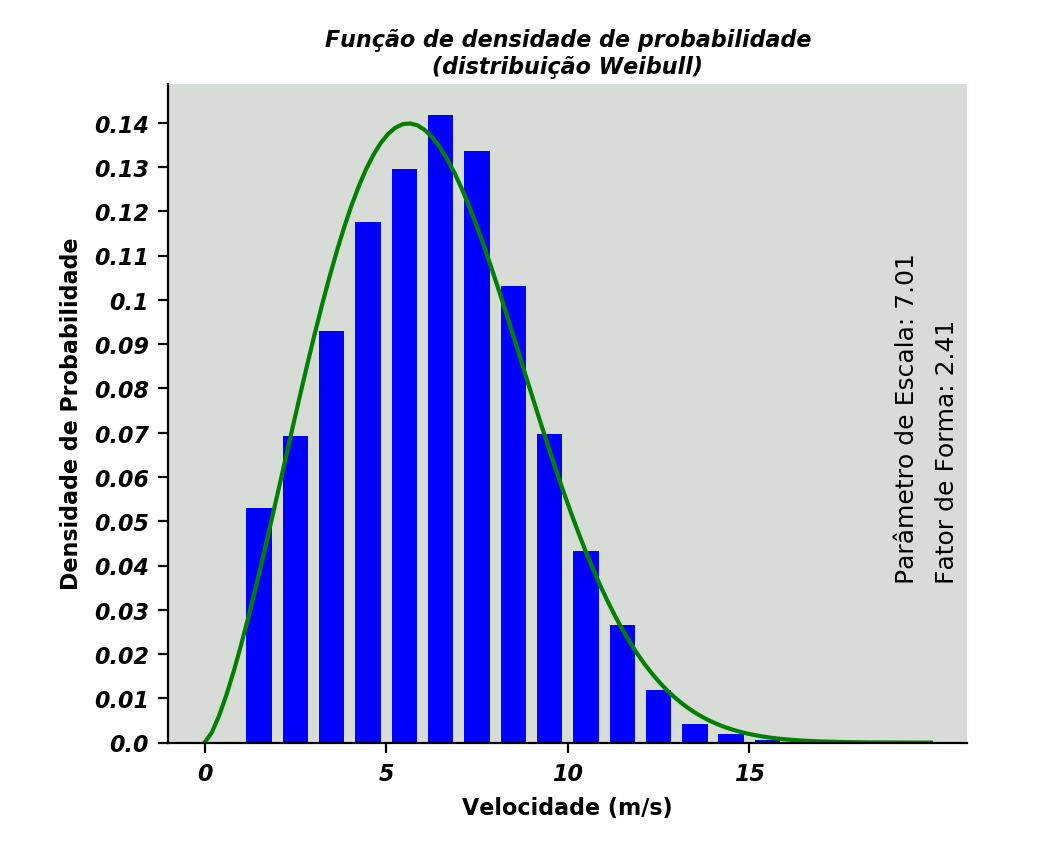 Função de densidade de probabilidade
(distribuição Weibull)
Densidade de Probabilidade
0.14
0.13
0.12
0.11
0.1
0.09
0.08
0.07
0.06
0.05
0.04
0.03
0.02
0.01
0.0
Parâmetro de Escala: 7.01
Fator de Forma: 2.41
0 5 10 15
Velocidade (m/s)